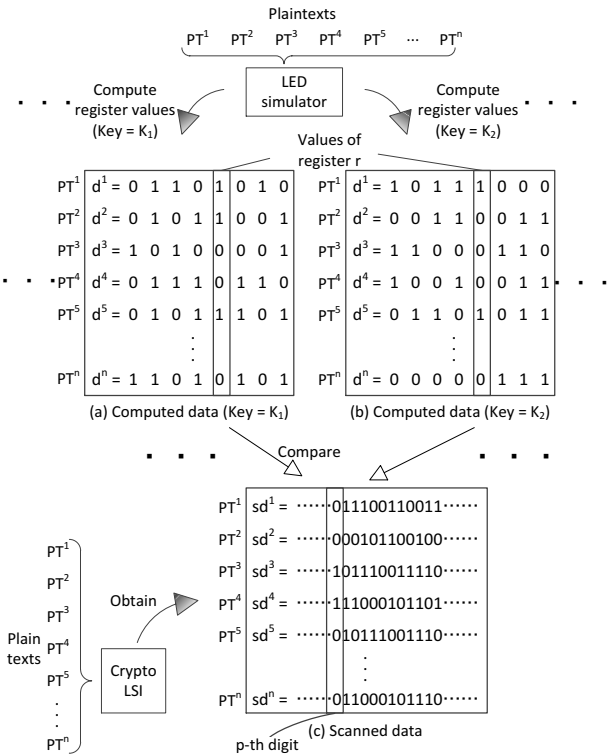 Plaintexts
PT¹ PT² PT³ PT⁴ PT⁵ ··· PTⁿ
LED
simulator
Compute
register values
(Key = K₁)
Compute
register values
(Key = K₂)
Values of
register r
PT¹ d¹ = 0 1 1 0 1 0 1 0
PT² d² = 0 1 0 1 1 0 0 1
PT³ d³ = 1 0 1 0 0 0 0 1
PT⁴ d⁴ = 0 1 1 1 0 1 1 0
PT⁵ d⁵ = 0 1 0 1 1 1 0 1
PTⁿ dⁿ = 1 1 0 1 0 1 0 1
(a) Computed data (Key = K₁)
PT¹ d¹ = 1 0 1 1 1 0 0 0
PT² d² = 0 0 1 1 0 0 1 1
PT³ d³ = 1 1 0 0 0 1 1 0
PT⁴ d⁴ = 1 0 0 1 0 0 1 1
PT⁵ d⁵ = 0 1 1 0 1 0 1 1
PTⁿ dⁿ = 0 0 0 0 0 1 1 1
(b) Computed data (Key = K₂)
Compare
PT¹ sd¹ = ······011100110011······
PT² sd² = ······000101100100······
PT³ sd³ = ······101110011110······
PT⁴ sd⁴ = ······111000101101······
PT⁵ sd⁵ = ······010111001110······
PTⁿ sdⁿ = ······011000101110······
(c) Scanned data
p-th digit
Plain
texts
PT¹
PT²
PT³
PT⁴
PT⁵
PTⁿ
Crypto
LSI
Obtain